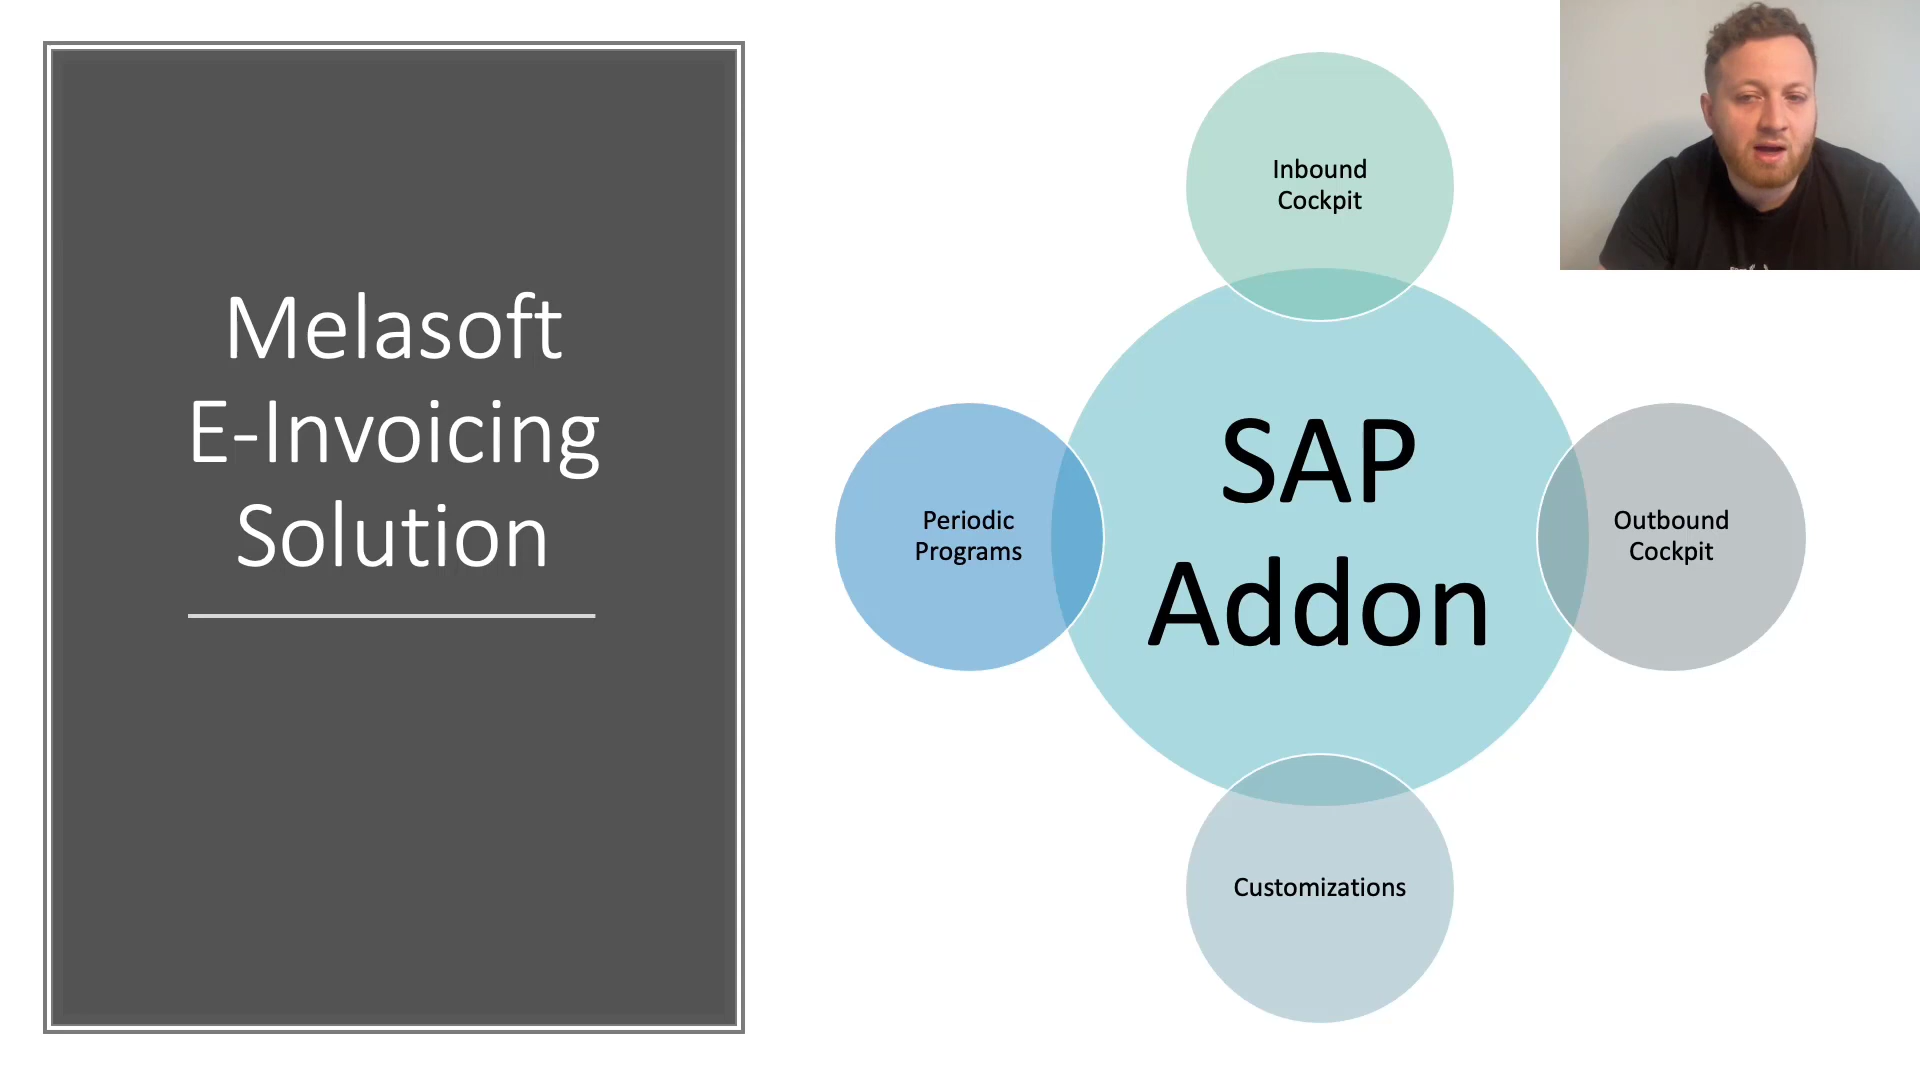 Melasoft
E-Invoicing
Solution
Inbound
Cockpit
SAP
Addon
Periodic
Programs
Outbound
Cockpit
Customizations